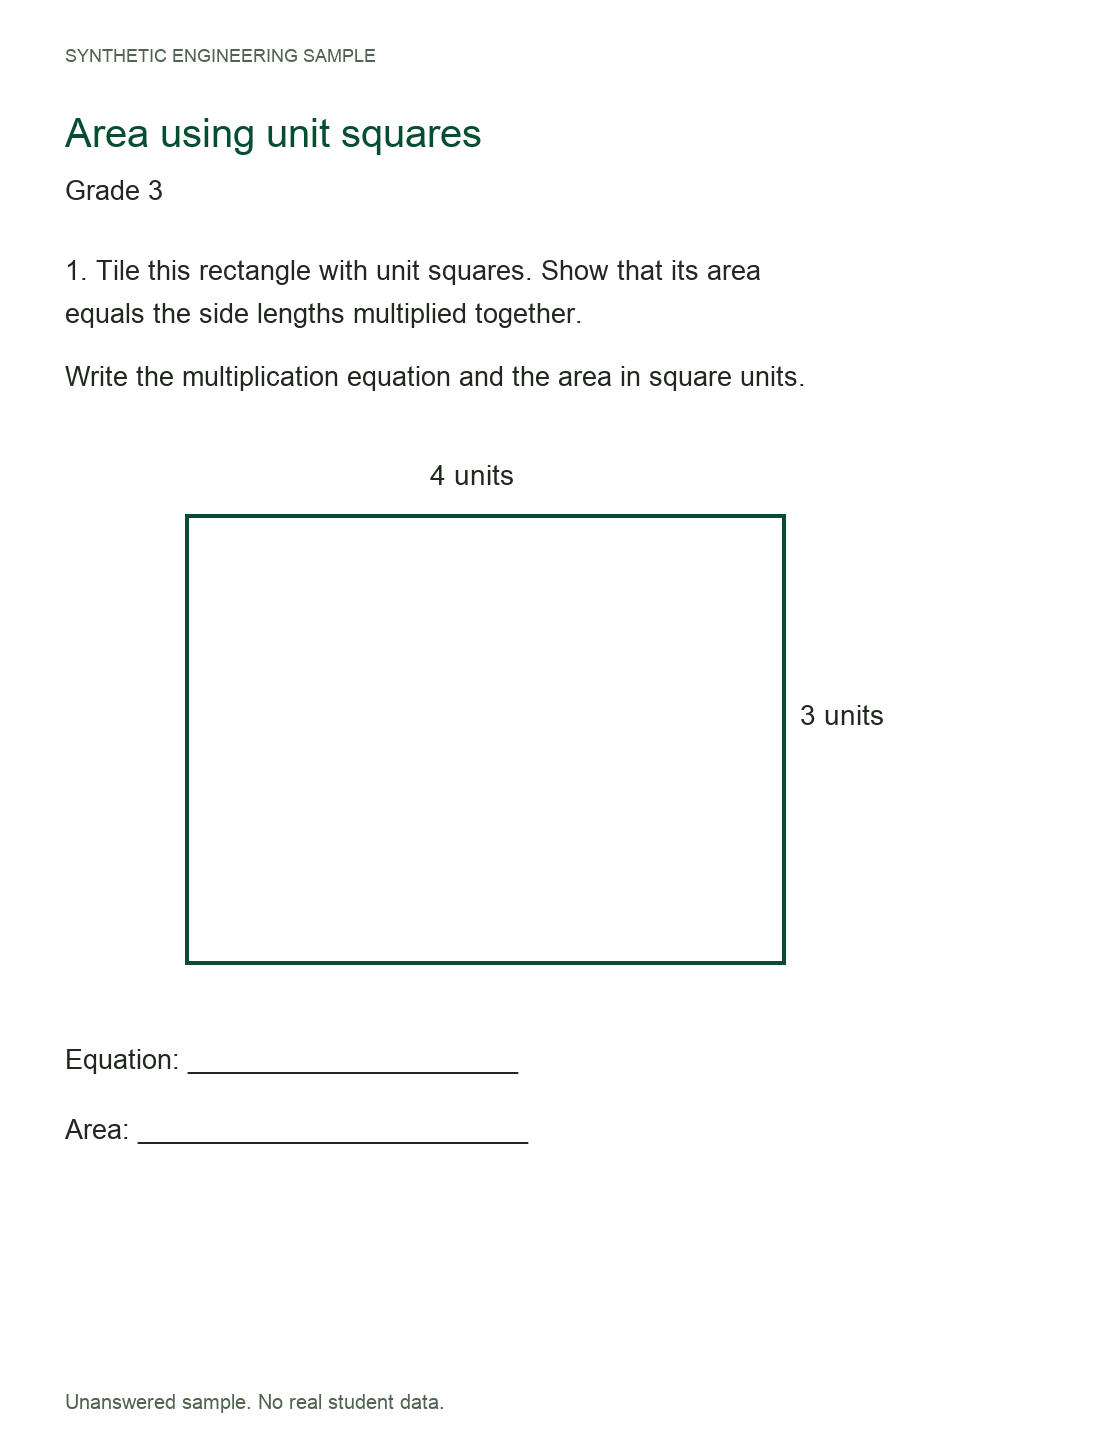 SYNTHETIC ENGINEERING SAMPLE
Area using unit squares
Grade 3
1. Tile this rectangle with unit squares. Show that its area
equals the side lengths multiplied together.
Write the multiplication equation and the area in square units.
4 units
3 units
Equation: ______________________
Area: __________________________
Unanswered sample. No real student data.